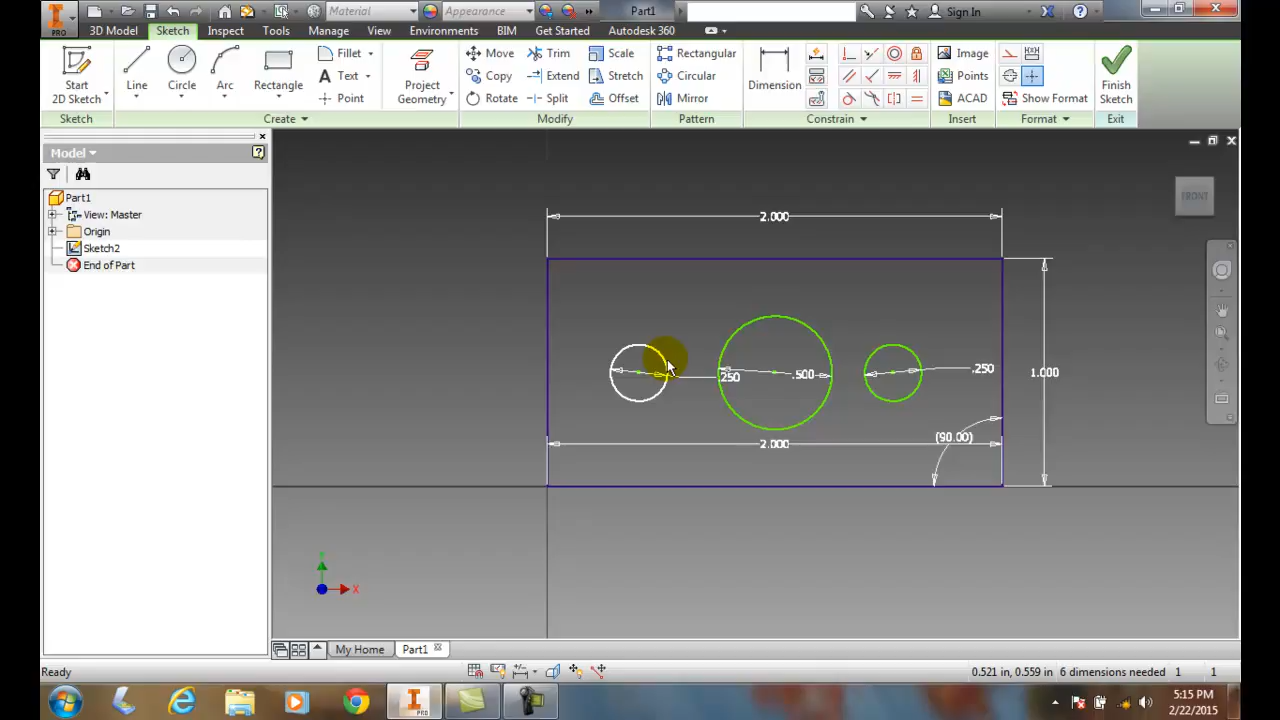 Material
Appearance
Part1
Sign In
PRO
3D Model
Sketch
Inspect
Tools
Manage
View
Environments
BIM
Get Started
Autodesk 360
Start
2D Sketch
Line
Circle
Arc
Rectangle
Fillet
Text
Point
Project
Geometry
Move
Copy
Rotate
Trim
Extend
Split
Scale
Stretch
Offset
Rectangular
Circular
Mirror
Dimension
Image
Points
ACAD
Show Format
Finish
Sketch
Sketch
Create
Modify
Pattern
Constrain
Insert
Format
Exit
Model
Part1
View: Master
Origin
Sketch2
End of Part
FRONT
2.000
.250
.500
.250
1.000
(90.00)
2.000
X
My Home
Part1
Ready
0.521 in, 0.559 in
6 dimensions needed
1
1
PRO
5:15 PM
2/22/2015